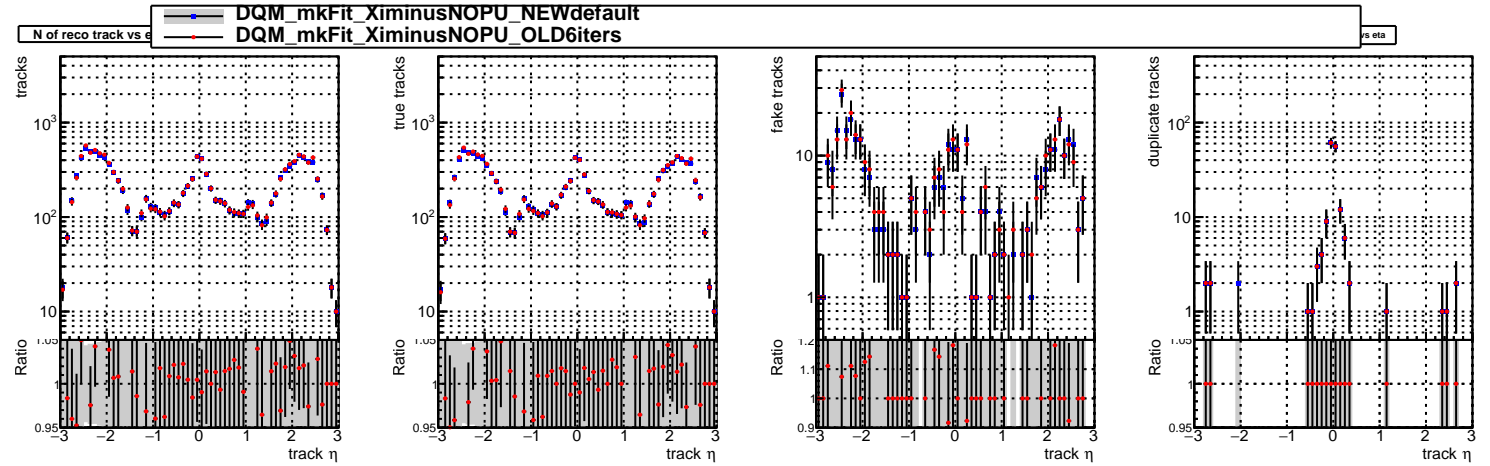 DQM_mkFit_XiminusNOPU_NEWdefault
DQM_mkFit_XiminusNOPU_OLD6iters
N of reco track vs e
vs eta
tracks
10³
10²
10
Ratio
1.05
1
0.95
−3 −2 −1 0 1 2 3
track η
true tracks
10³
10²
10
Ratio
1.05
1
0.95
−3 −2 −1 0 1 2 3
track η
fake tracks
10
1
Ratio
1.2
1.1
1
0.9
−3 −2 −1 0 1 2 3
track η
duplicate tracks
10²
10
1
Ratio
1
0.95
−3 −2 −1 0 1 2 3
track η